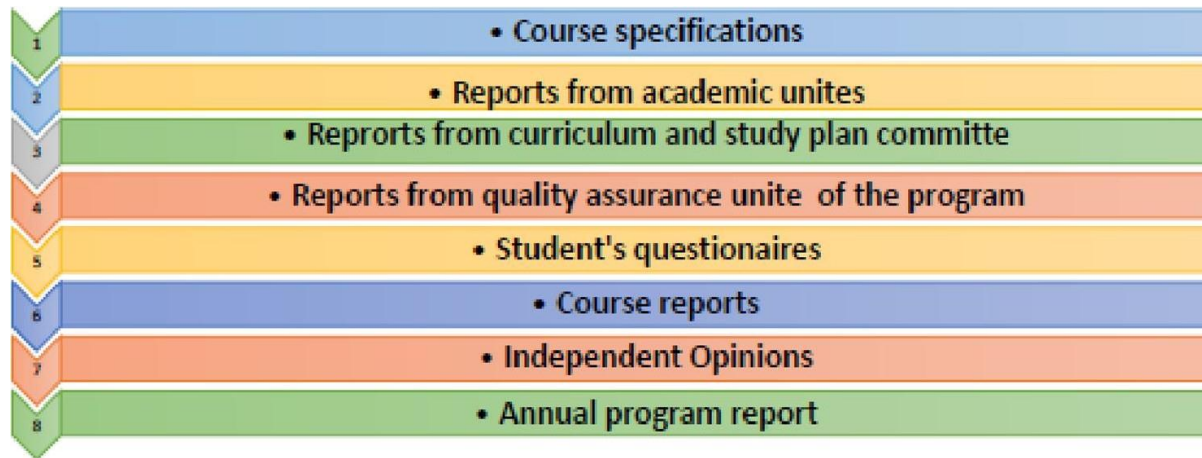 1 • Course specifications
2 • Reports from academic unites
3 • Reprorts from curriculum and study plan committe
4 • Reports from quality assurance unite of the program
5 • Student's questionaires
6 • Course reports
7 • Independent Opinions
8 • Annual program report